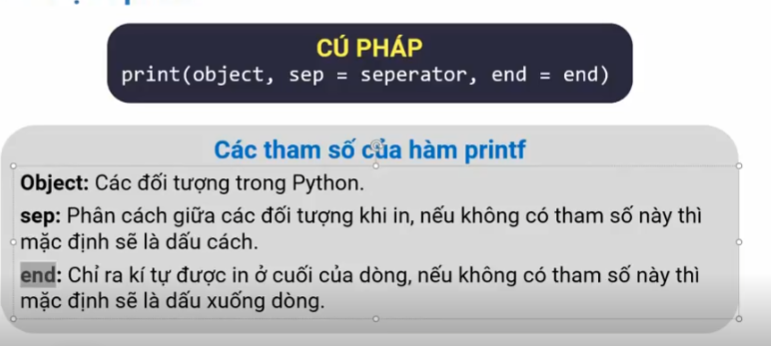 CÚ PHÁP
print(object, sep = seperator, end = end)
Các tham số của hàm printf
Object: Các đối tượng trong Python.
sep: Phân cách giữa các đối tượng khi in, nếu không có tham số này thì
mặc định sẽ là dấu cách.
end: Chỉ ra kí tự được in ở cuối của dòng, nếu không có tham số này thì
mặc định sẽ là dấu xuống dòng.